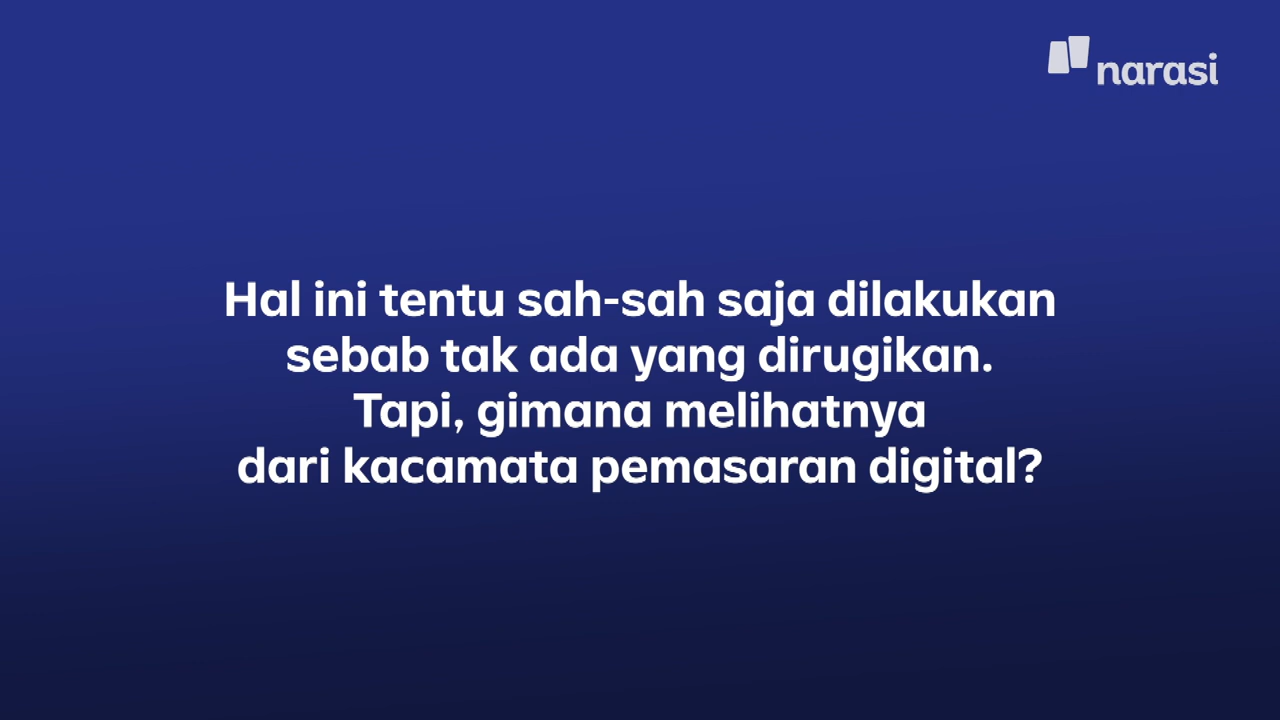 narasi
Hal ini tentu sah-sah saja dilakukan
sebab tak ada yang dirugikan.
Tapi, gimana melihatnya
dari kacamata pemasaran digital?